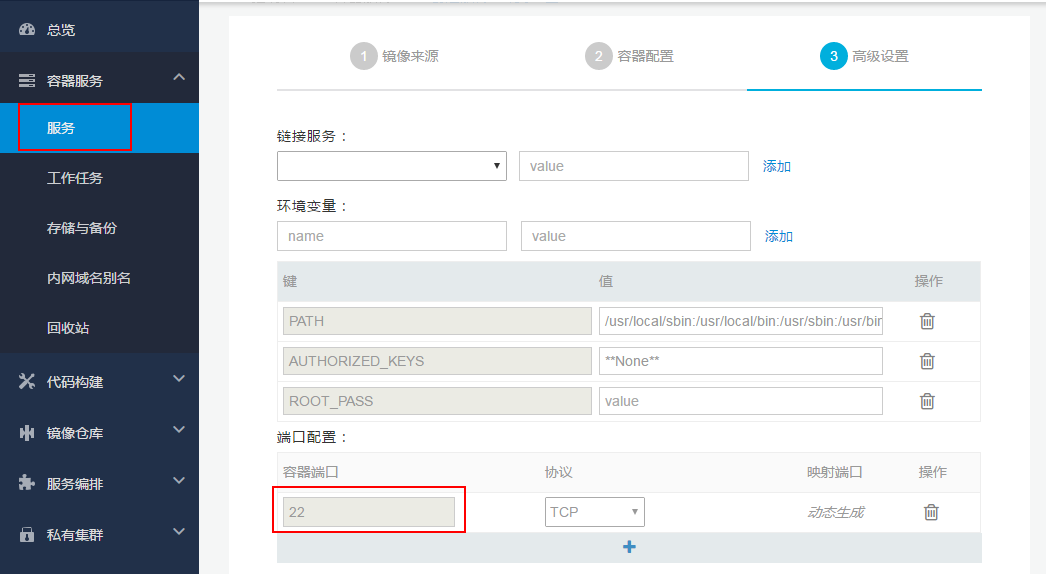 总览
容器服务
服务
工作任务
存储与备份
内网域名别名
回收站
代码构建
镜像仓库
服务编排
私有集群
1 镜像来源
2 容器配置
3 高级设置
链接服务：
value 添加
环境变量：
name value 添加
键 值 操作
PATH /usr/local/sbin:/usr/local/bin:/usr/sbin:/usr/bin
AUTHORIZED_KEYS **None**
ROOT_PASS value
端口配置：
容器端口 协议 映射端口 操作
22 TCP 动态生成